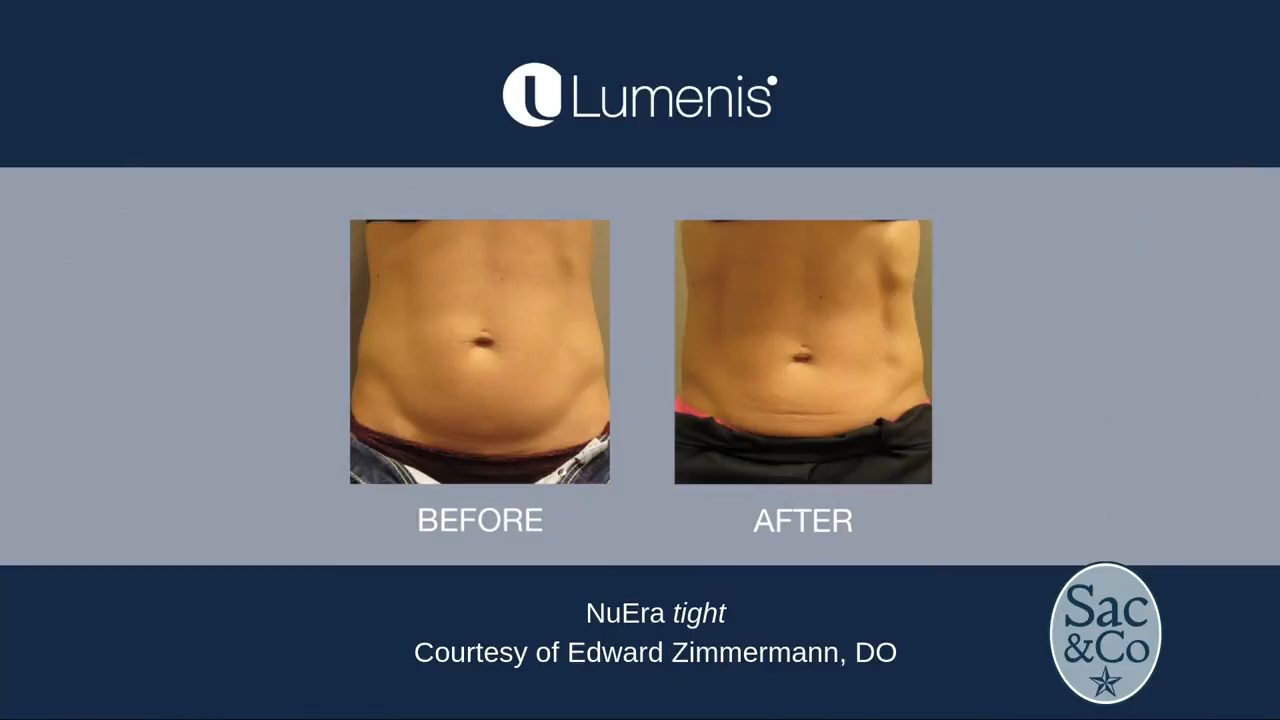 Lumenis
BEFORE
AFTER
NuEra tight
Courtesy of Edward Zimmermann, DO
Sac
&Co